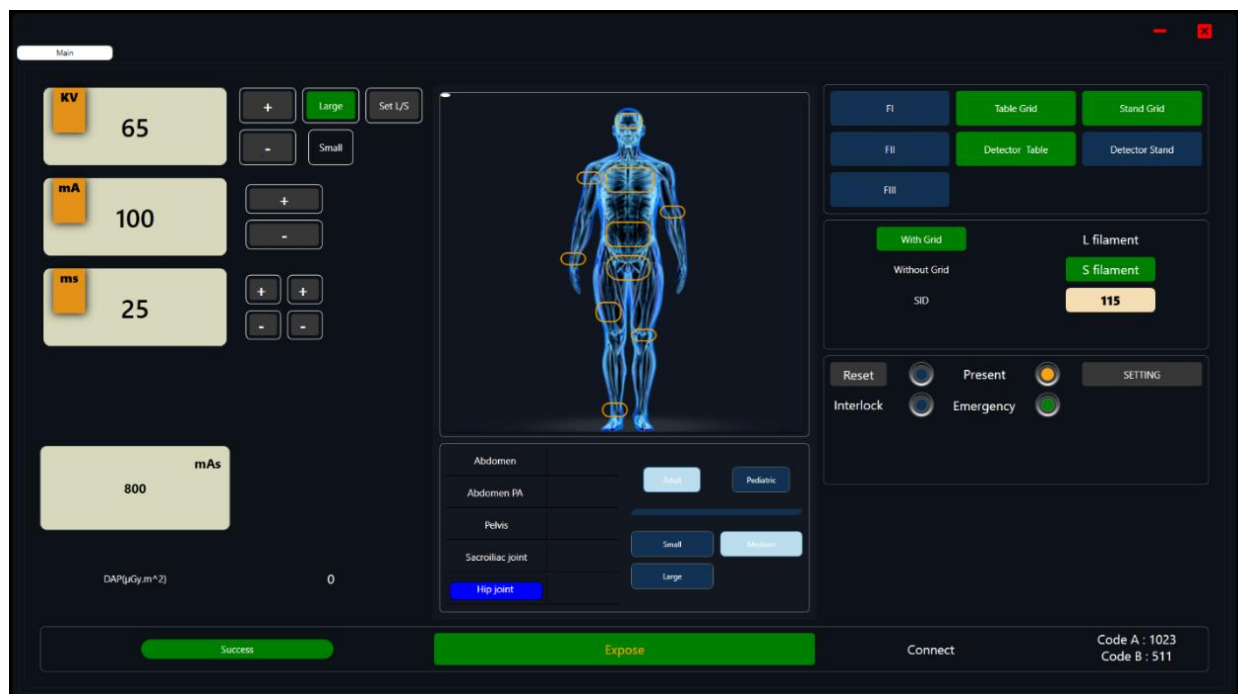 Main
KV
65
+
-
Large
Small
Set L/S
mA
100
+
-
ms
25
+ +
- -
mAs
800
DAP(μGy.m^2) 0
Abdomen
Abdomen PA
Pelvis
Sacroiliac joint
Hip joint
Adult Pediatric
Small Medium
Large
FI Table Grid Stand Grid
FII Detector Table Detector Stand
FIII
With Grid L filament
Without Grid S filament
SID 115
Reset Present SETTING
Interlock Emergency
Success Expose Connect
Code A : 1023
Code B : 511